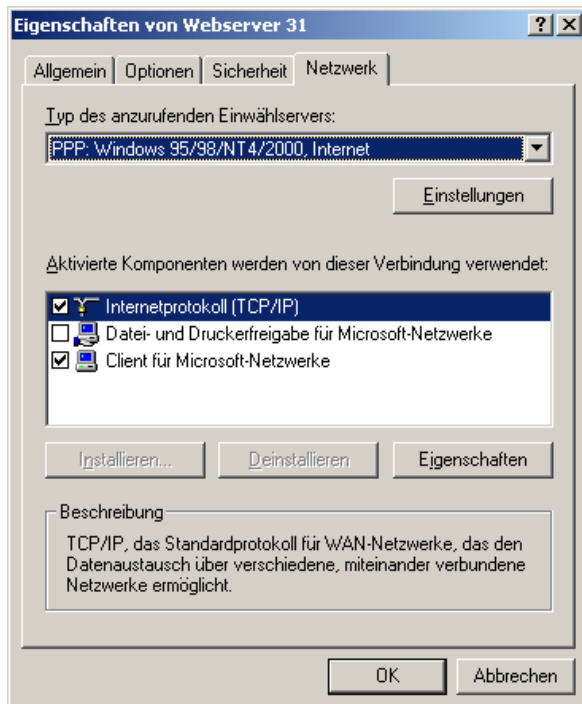 Eigenschaften von Webserver 31
Allgemein Optionen Sicherheit Netzwerk
Typ des anzurufenden Einwählservers:
PPP: Windows 95/98/NT4/2000, Internet
Einstellungen
Aktivierte Komponenten werden von dieser Verbindung verwendet:
Internetprotokoll (TCP/IP)
Datei- und Druckerfreigabe für Microsoft-Netzwerke
Client für Microsoft-Netzwerke
Installieren... Deinstallieren Eigenschaften
Beschreibung
TCP/IP, das Standardprotokoll für WAN-Netzwerke, das den
Datenaustausch über verschiedene, miteinander verbundene
Netzwerke ermöglicht.
OK Abbrechen